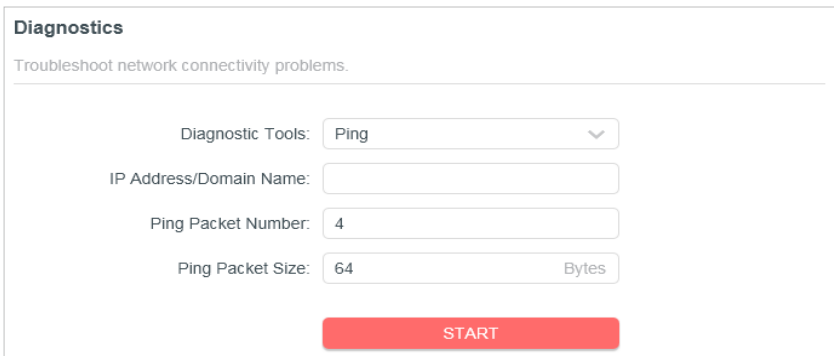 Diagnostics
Troubleshoot network connectivity problems.
Diagnostic Tools: Ping
IP Address/Domain Name:
Ping Packet Number: 4
Ping Packet Size: 64 Bytes
START